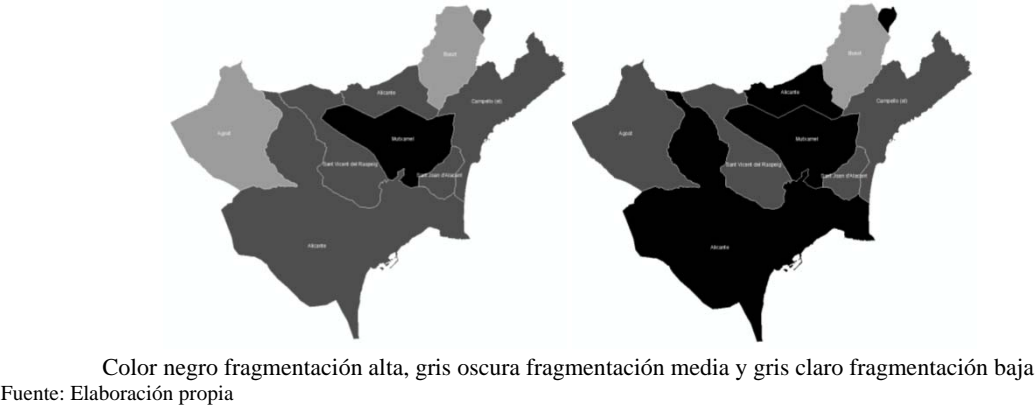 Busot
Alicante
Campello (el)
Agost
Mutxamel
Sant Vicent del Raspeig
Sant Joan d'Alacant
Alicante
Busot
Alicante
Campello (el)
Agost
Mutxamel
Sant Vicent del Raspeig
Sant Joan d'Alacant
Alicante
Color negro fragmentación alta, gris oscura fragmentación media y gris claro fragmentación baja
Fuente: Elaboración propia